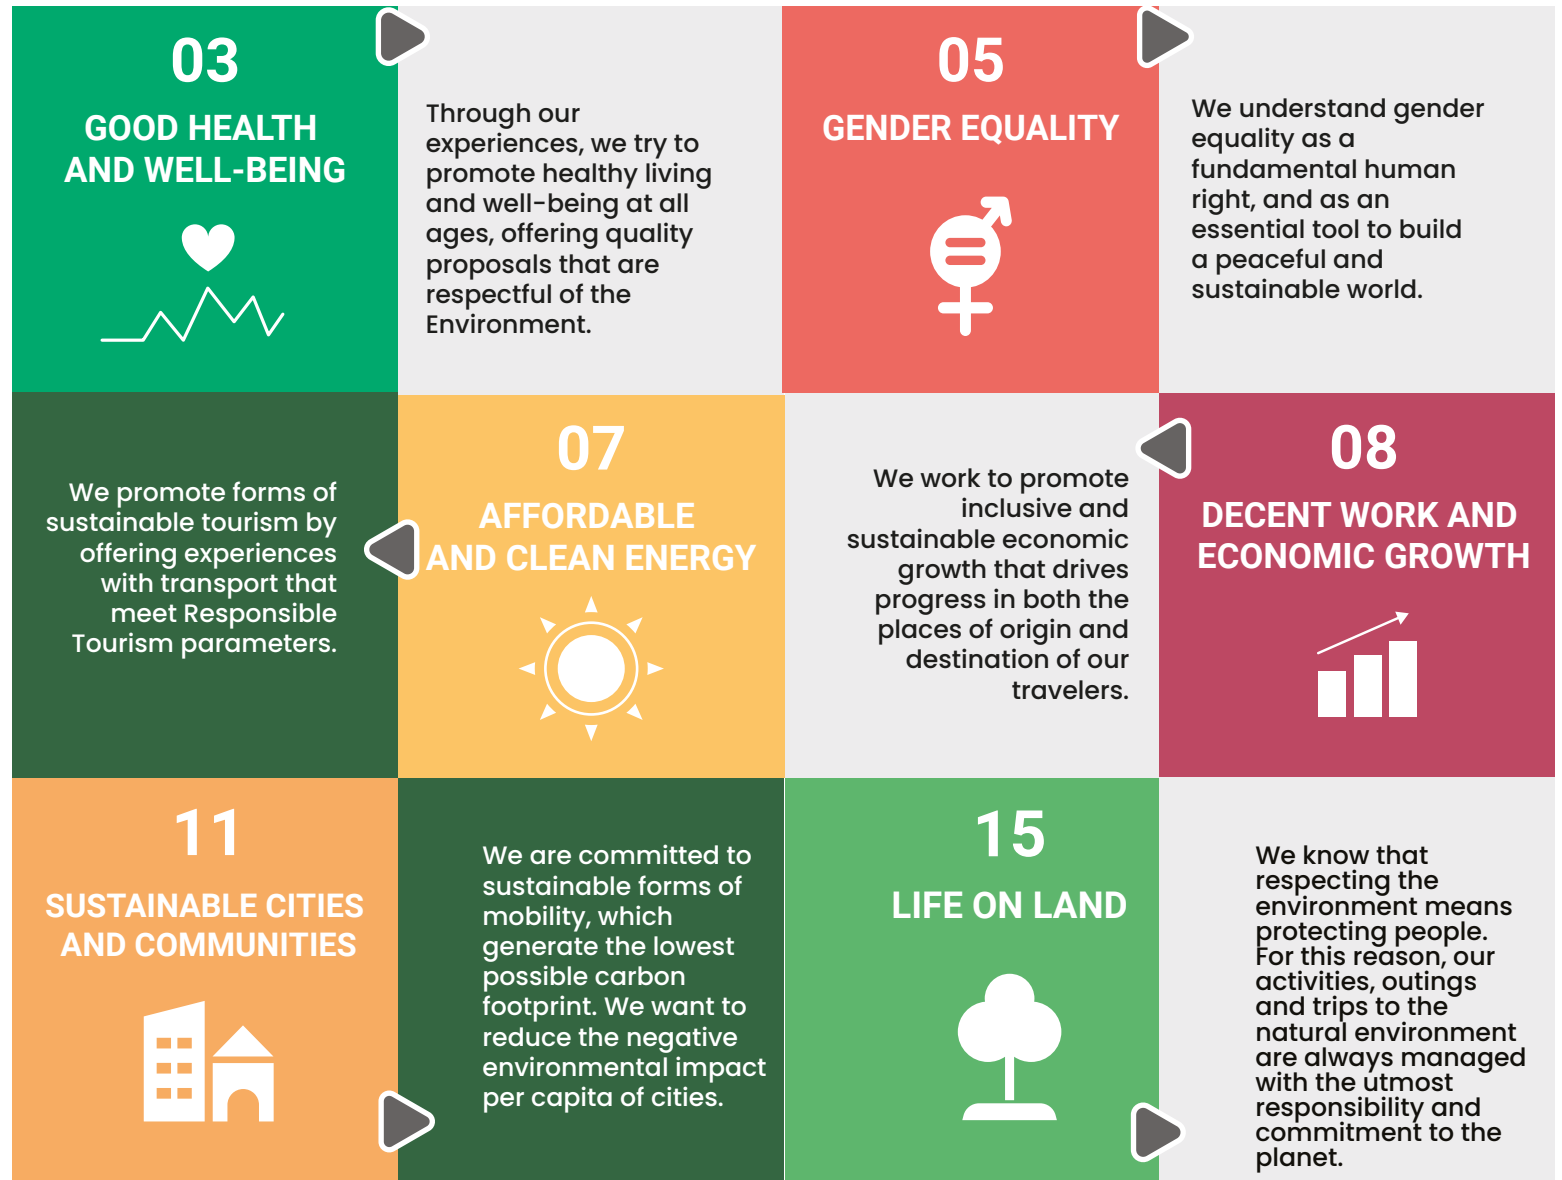 03
GOOD HEALTH
AND WELL-BEING
Through our
experiences, we try to
promote healthy living
and well-being at all
ages, offering quality
proposals that are
respectful of the
Environment.
05
GENDER EQUALITY
We understand gender
equality as a
fundamental human
right, and as an
essential tool to build
a peaceful and
sustainable world.
We promote forms of
sustainable tourism by
offering experiences
with transport that
meet Responsible
Tourism parameters.
07
AFFORDABLE
AND CLEAN ENERGY
We work to promote
inclusive and
sustainable economic
growth that drives
progress in both the
places of origin and
destination of our
travelers.
08
DECENT WORK AND
ECONOMIC GROWTH
11
SUSTAINABLE CITIES
AND COMMUNITIES
We are committed to
sustainable forms of
mobility, which
generate the lowest
possible carbon
footprint. We want to
reduce the negative
environmental impact
per capita of cities.
15
LIFE ON LAND
We know that
respecting the
environment means
protecting people.
For this reason, our
activities, outings
and trips to the
natural environment
are always managed
with the utmost
responsibility and
commitment to the
planet.